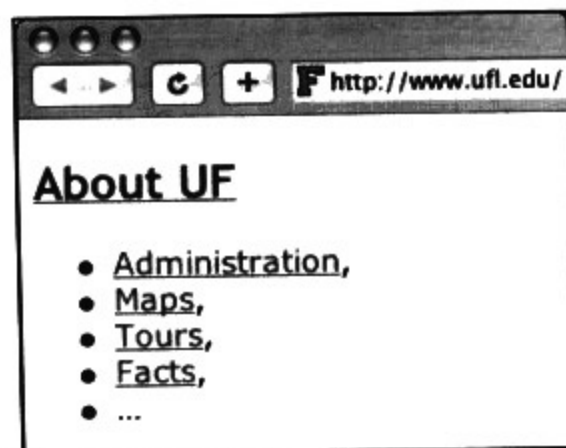 F http://www.ufl.edu/
About UF
Administration,
Maps,
Tours,
Facts,
...